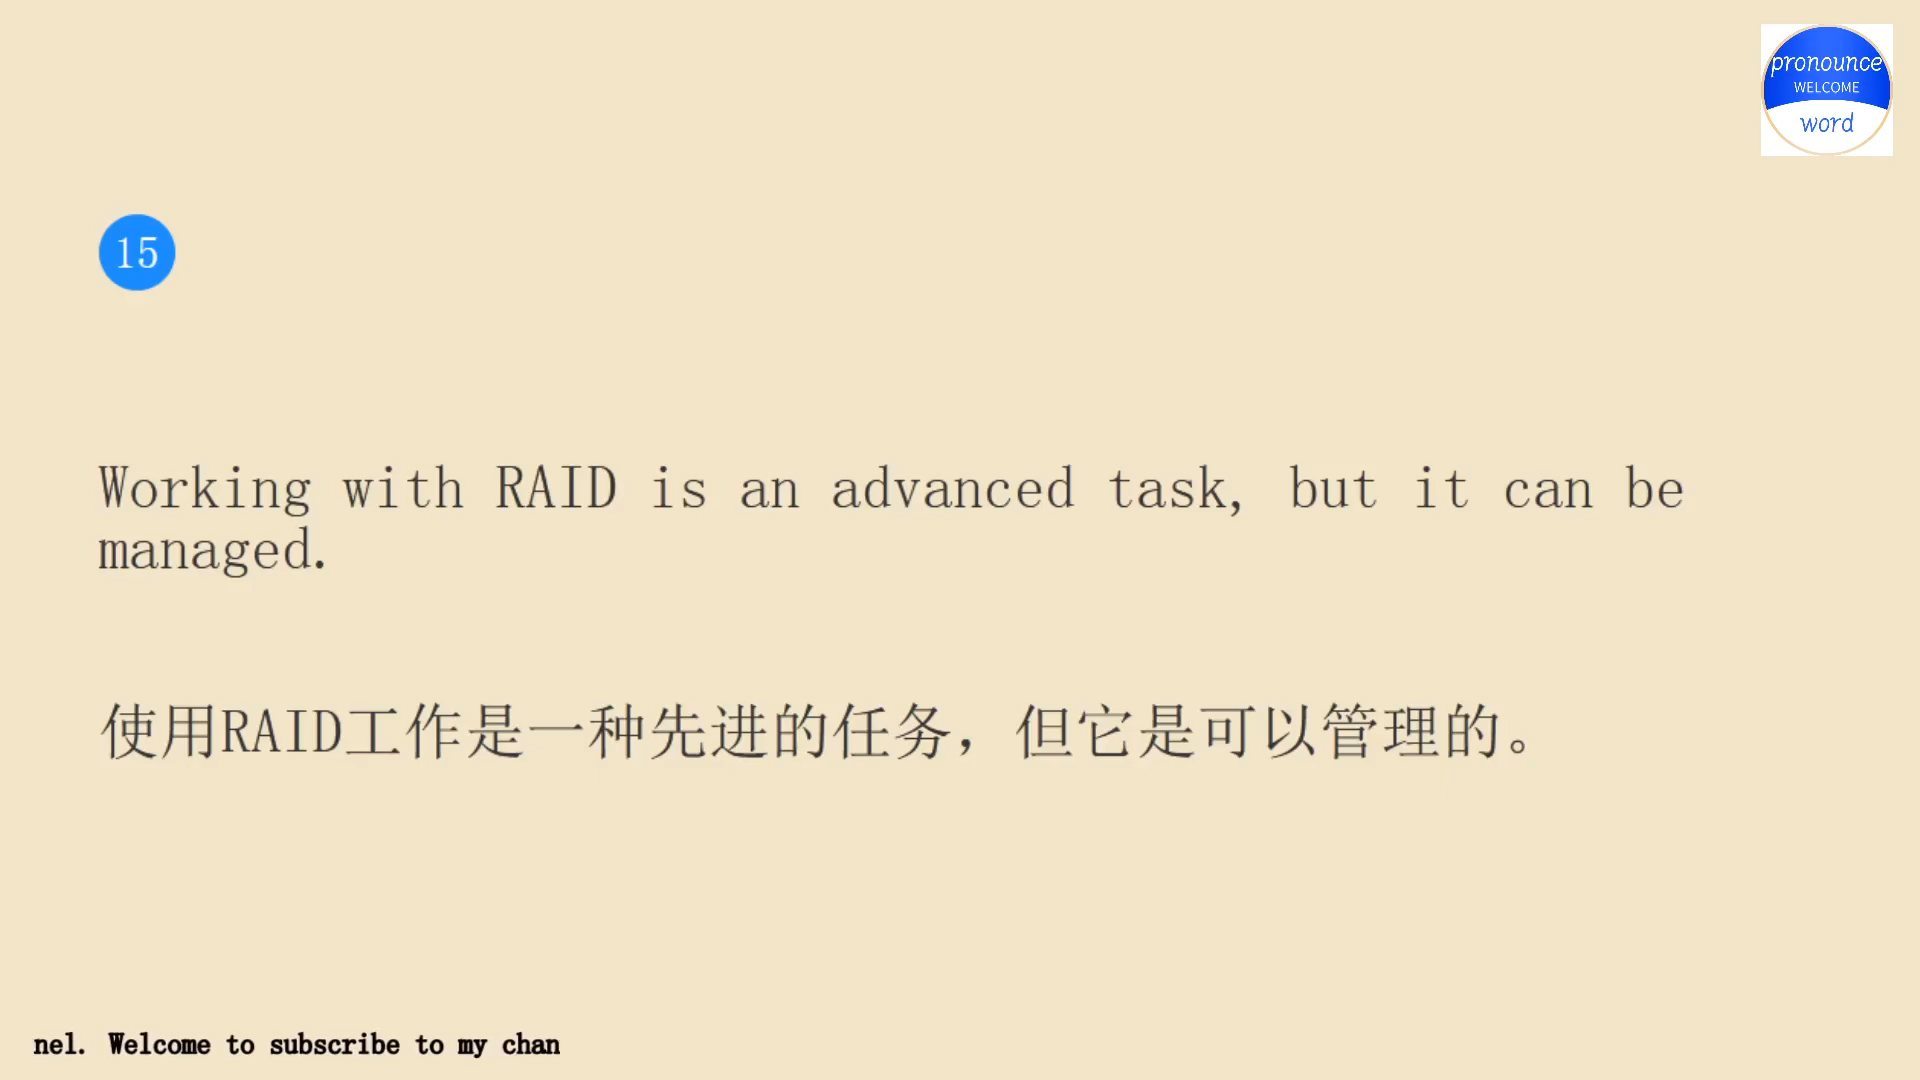 pronounce
WELCOME
word
15
Working with RAID is an advanced task, but it can be
managed.
使用RAID工作是一种先进的任务，但它是可以管理的。
nel. Welcome to subscribe to my chan